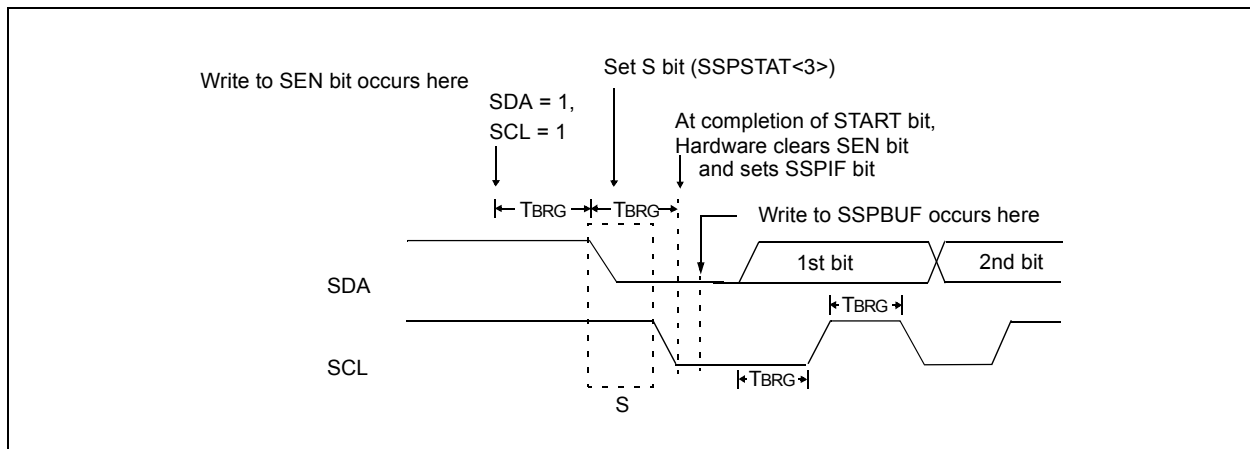 Write to SEN bit occurs here
Set S bit (SSPSTAT<3>)
SDA = 1,
SCL = 1
At completion of START bit,
Hardware clears SEN bit
and sets SSPIF bit
TBRG
TBRG
Write to SSPBUF occurs here
SDA
1st bit
2nd bit
TBRG
SCL
TBRG
S